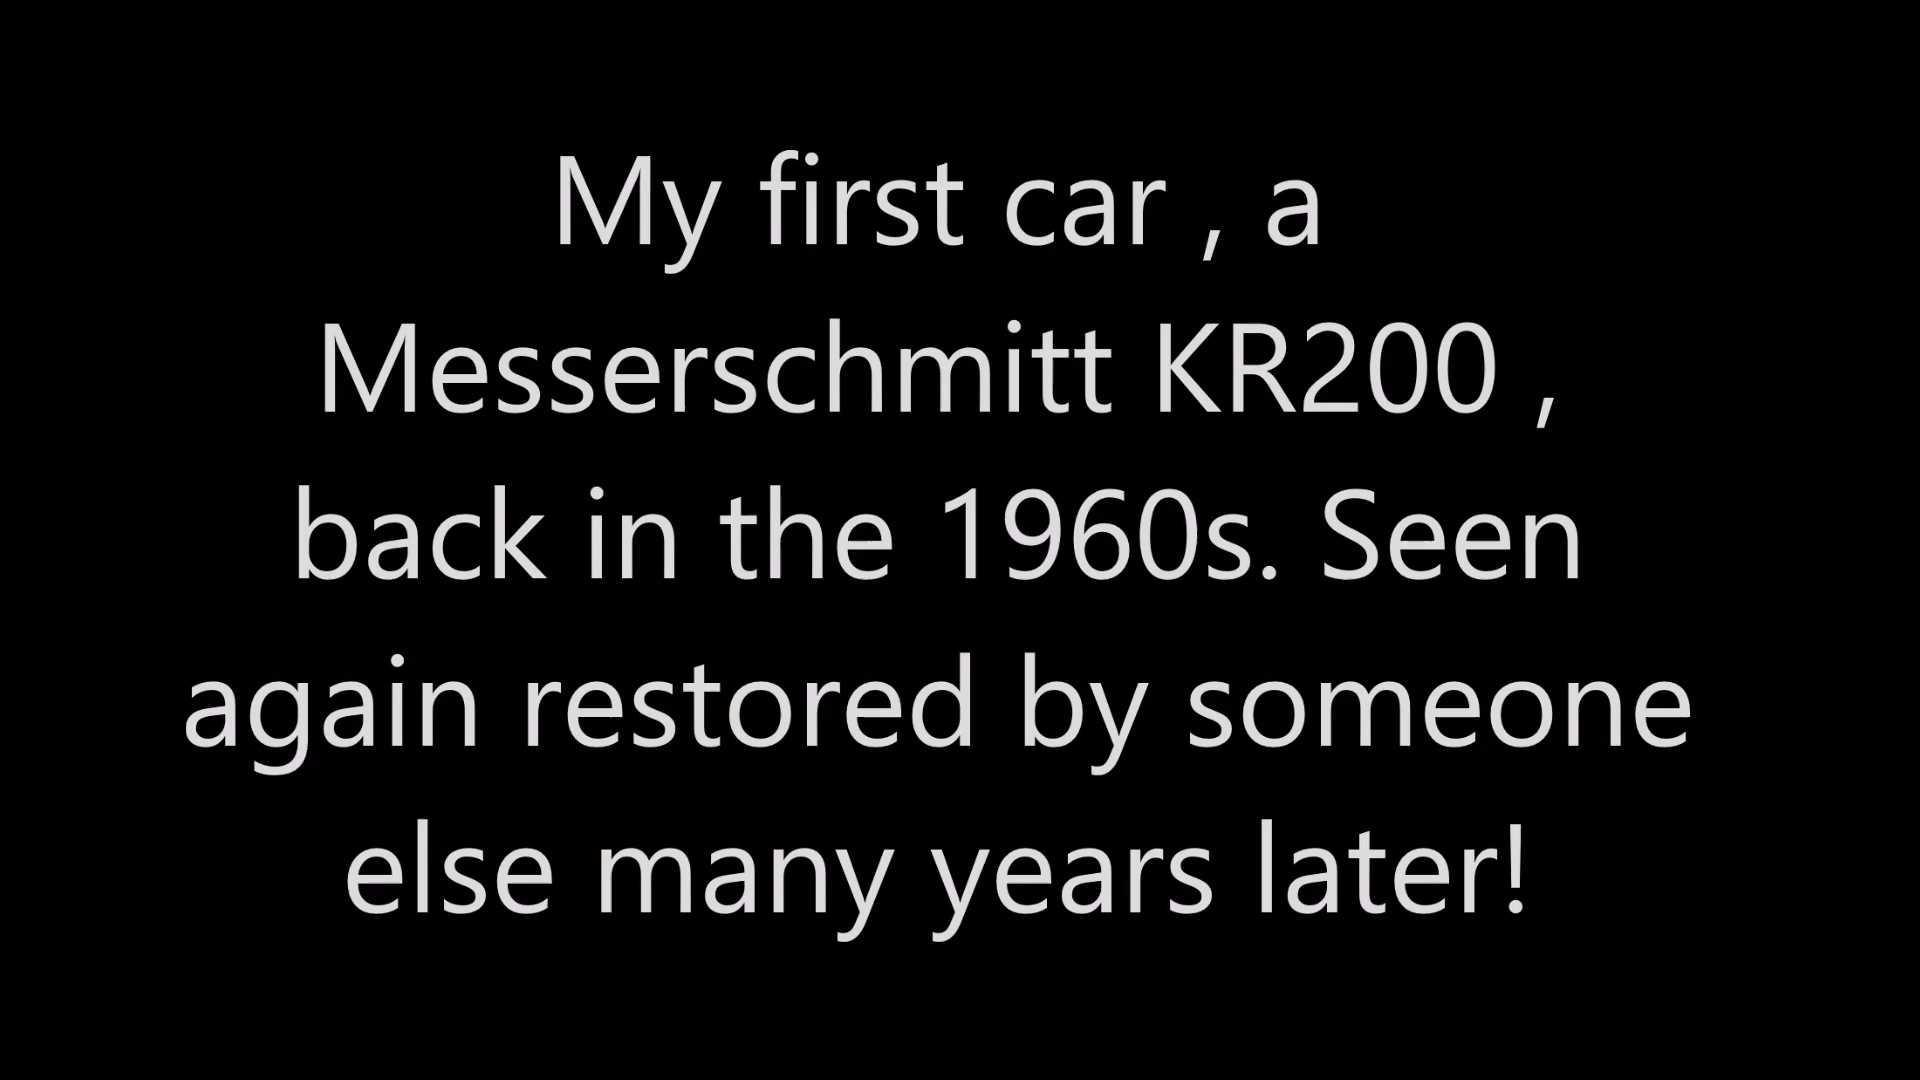 My first car , a
Messerschmitt KR200 ,
back in the 1960s. Seen
again restored by someone
else many years later!